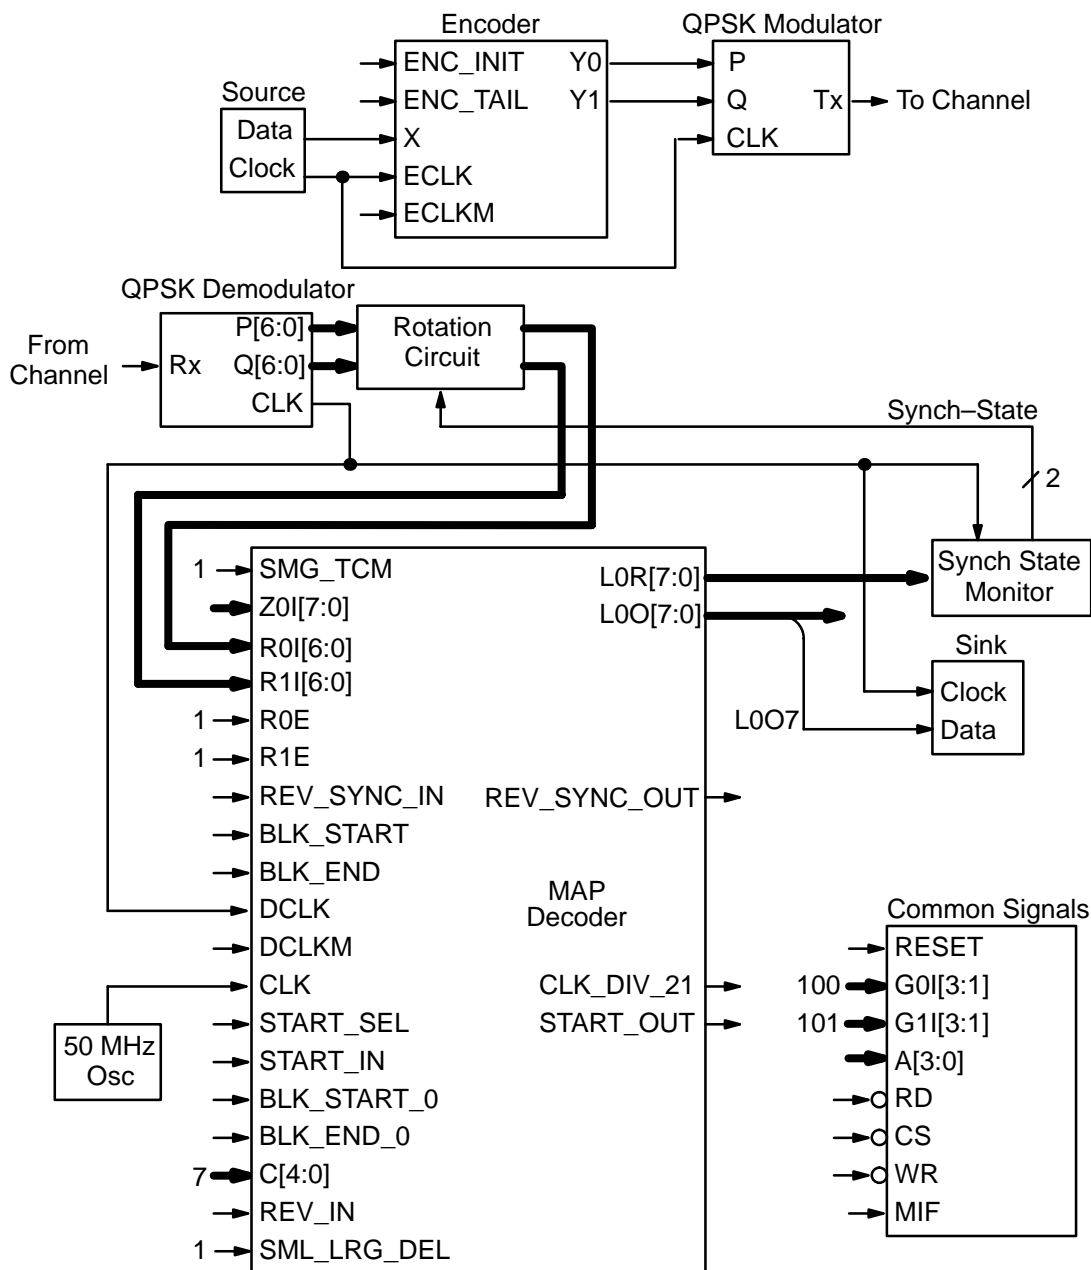 Encoder
QPSK Modulator
ENC_INIT
Y0
P
ENC_TAIL
Y1
Q
Tx
To Channel
Source
Data
X
CLK
Clock
ECLK
ECLKM
QPSK Demodulator
P[6:0]
Rotation
Circuit
From
Channel
Rx
Q[6:0]
CLK
Synch–State
2
Synch State
Monitor
1
SMG_TCM
L0R[7:0]
Z0I[7:0]
L0O[7:0]
R0I[6:0]
R1I[6:0]
Sink
Clock
Data
L0O7
1
R0E
1
R1E
REV_SYNC_IN
REV_SYNC_OUT
BLK_START
BLK_END
MAP
Decoder
DCLK
DCLKM
CLK
CLK_DIV_21
START_SEL
START_OUT
50 MHz
Osc
START_IN
BLK_START_0
BLK_END_0
7
C[4:0]
REV_IN
1
SML_LRG_DEL
Common Signals
RESET
100
G0I[3:1]
101
G1I[3:1]
A[3:0]
RD
CS
WR
MIF